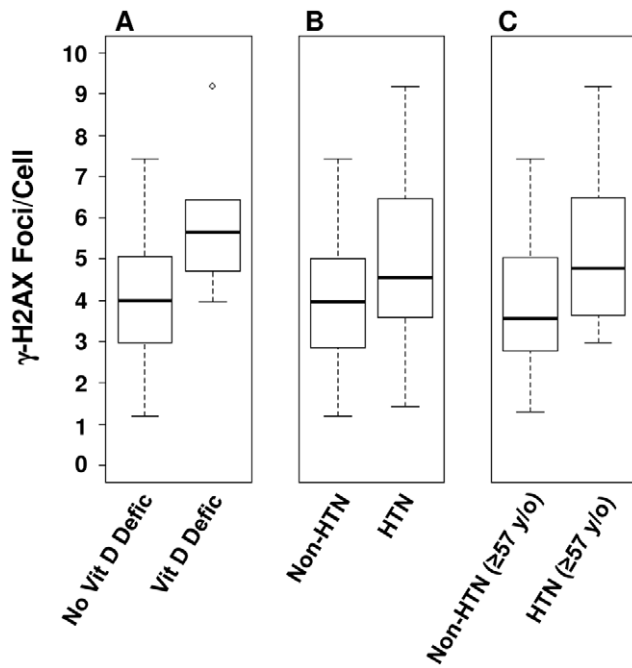 A
B
C
γ-H2AX Foci/Cell
10
9
8
7
6
5
4
3
2
1
0
No Vit D Defic
Vit D Defic
Non-HTN
HTN
Non-HTN (≥57 y/o)
HTN (≥57 y/o)